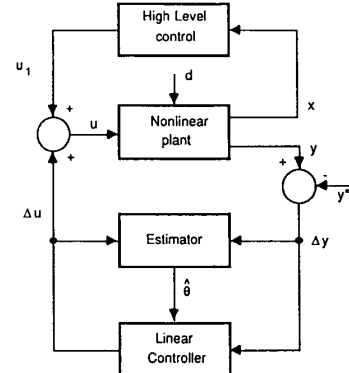 High Level
control
u1
d
x
+
u
Nonlinear
plant
+
y
+
-
y*
Δu
Estimator
Δy
θ̂
Linear
Controller